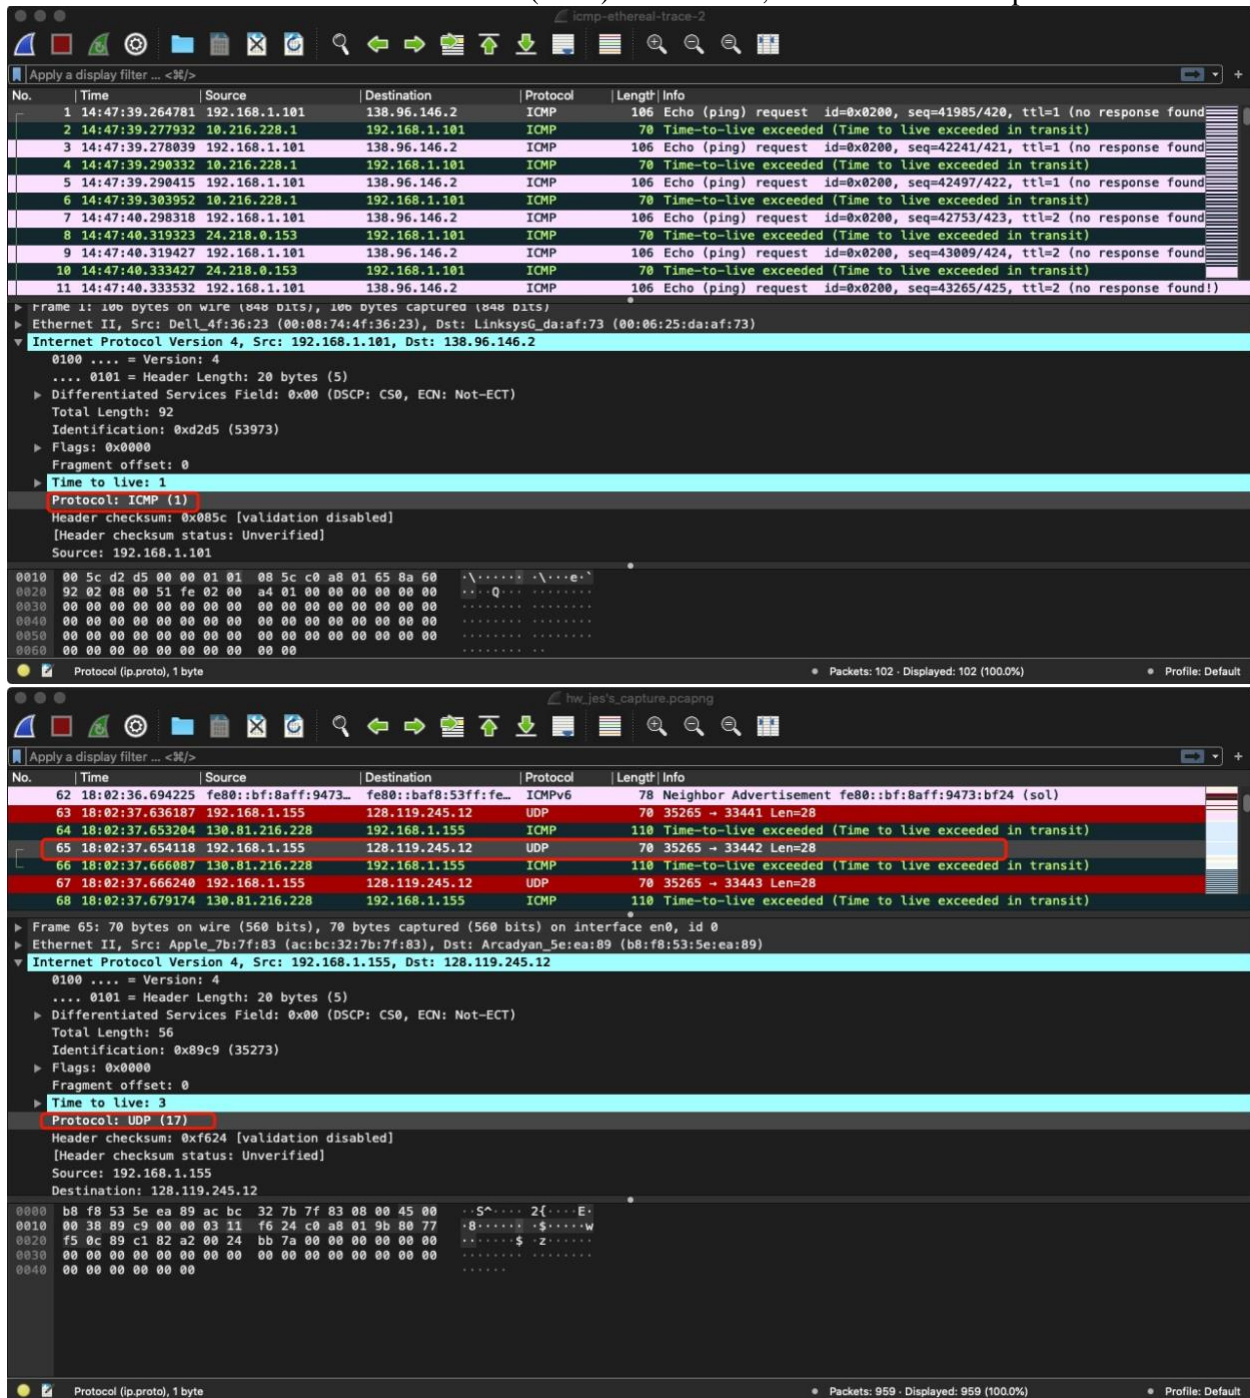 icmp-ethereal-trace-2
Apply a display filter ... <⌘/>
No. Time Source Destination Protocol Length Info
1 14:47:39.264781 192.168.1.101 138.96.146.2 ICMP 106 Echo (ping) request id=0x0200, seq=41985/420, ttl=1 (no response found
2 14:47:39.277932 10.216.228.1 192.168.1.101 ICMP 70 Time-to-live exceeded (Time to live exceeded in transit)
3 14:47:39.278039 192.168.1.101 138.96.146.2 ICMP 106 Echo (ping) request id=0x0200, seq=42241/421, ttl=1 (no response found
4 14:47:39.290332 10.216.228.1 192.168.1.101 ICMP 70 Time-to-live exceeded (Time to live exceeded in transit)
5 14:47:39.290415 192.168.1.101 138.96.146.2 ICMP 106 Echo (ping) request id=0x0200, seq=42497/422, ttl=1 (no response found
6 14:47:39.303952 10.216.228.1 192.168.1.101 ICMP 70 Time-to-live exceeded (Time to live exceeded in transit)
7 14:47:40.298318 192.168.1.101 138.96.146.2 ICMP 106 Echo (ping) request id=0x0200, seq=42753/423, ttl=2 (no response found
8 14:47:40.319323 24.218.0.153 192.168.1.101 ICMP 70 Time-to-live exceeded (Time to live exceeded in transit)
9 14:47:40.319427 192.168.1.101 138.96.146.2 ICMP 106 Echo (ping) request id=0x0200, seq=43009/424, ttl=2 (no response found
10 14:47:40.333427 24.218.0.153 192.168.1.101 ICMP 70 Time-to-live exceeded (Time to live exceeded in transit)
11 14:47:40.333532 192.168.1.101 138.96.146.2 ICMP 106 Echo (ping) request id=0x0200, seq=43265/425, ttl=2 (no response found!)
Frame 1: 106 bytes on wire (848 bits), 106 bytes captured (848 bits)
Ethernet II, Src: Dell_4f:36:23 (00:08:74:4f:36:23), Dst: LinksysG_da:af:73 (00:06:25:da:af:73)
Internet Protocol Version 4, Src: 192.168.1.101, Dst: 138.96.146.2
0100 .... = Version: 4
.... 0101 = Header Length: 20 bytes (5)
Differentiated Services Field: 0x00 (DSCP: CS0, ECN: Not-ECT)
Total Length: 92
Identification: 0xd2d5 (53973)
Flags: 0x0000
Fragment offset: 0
Time to live: 1
Protocol: ICMP (1)
Header checksum: 0x085c [validation disabled]
[Header checksum status: Unverified]
Source: 192.168.1.101
0010 00 5c d2 d5 00 00 01 01 08 5c c0 a8 01 65 8a 60 ·\······ ·\···e·`
0020 92 02 08 00 51 fe 02 00 a4 01 00 00 00 00 00 00 ····Q··· ········
0030 00 00 00 00 00 00 00 00 00 00 00 00 00 00 00 00 ········ ········
0040 00 00 00 00 00 00 00 00 00 00 00 00 00 00 00 00 ········ ········
0050 00 00 00 00 00 00 00 00 00 00 00 00 00 00 00 00 ········ ········
0060 00 00 00 00 00 00 00 00 00 00 ········ ··
Protocol (ip.proto), 1 byte Packets: 102 · Displayed: 102 (100.0%) Profile: Default
hw_jes's_capture.pcapng
Apply a display filter ... <⌘/>
No. Time Source Destination Protocol Length Info
62 18:02:36.694225 fe80::bf:8aff:9473… fe80::baf8:53ff:fe… ICMPv6 78 Neighbor Advertisement fe80::bf:8aff:9473:bf24 (sol)
63 18:02:37.636187 192.168.1.155 128.119.245.12 UDP 70 35265 → 33441 Len=28
64 18:02:37.653204 130.81.216.228 192.168.1.155 ICMP 110 Time-to-live exceeded (Time to live exceeded in transit)
65 18:02:37.654118 192.168.1.155 128.119.245.12 UDP 70 35265 → 33442 Len=28
66 18:02:37.666087 130.81.216.228 192.168.1.155 ICMP 110 Time-to-live exceeded (Time to live exceeded in transit)
67 18:02:37.666240 192.168.1.155 128.119.245.12 UDP 70 35265 → 33443 Len=28
68 18:02:37.679174 130.81.216.228 192.168.1.155 ICMP 110 Time-to-live exceeded (Time to live exceeded in transit)
Frame 65: 70 bytes on wire (560 bits), 70 bytes captured (560 bits) on interface en0, id 0
Ethernet II, Src: Apple_7b:7f:83 (ac:bc:32:7b:7f:83), Dst: Arcadyan_5e:ea:89 (b8:f8:53:5e:ea:89)
Internet Protocol Version 4, Src: 192.168.1.155, Dst: 128.119.245.12
0100 .... = Version: 4
.... 0101 = Header Length: 20 bytes (5)
Differentiated Services Field: 0x00 (DSCP: CS0, ECN: Not-ECT)
Total Length: 56
Identification: 0x89c9 (35273)
Flags: 0x0000
Fragment offset: 0
Time to live: 3
Protocol: UDP (17)
Header checksum: 0xf624 [validation disabled]
[Header checksum status: Unverified]
Source: 192.168.1.155
Destination: 128.119.245.12
0000 b8 f8 53 5e ea 89 ac bc 32 7b 7f 83 08 00 45 00 ··S^···· 2{····E·
0010 00 38 89 c9 00 00 03 11 f6 24 c0 a8 01 9b 80 77 ·8······ ·$·····w
0020 f5 0c 89 c1 82 a2 00 24 bb 7a 00 00 00 00 00 00 ·······$ ·z······
0030 00 00 00 00 00 00 00 00 00 00 00 00 00 00 00 00 ········ ········
0040 00 00 00 00 00 00 ······
Protocol (ip.proto), 1 byte Packets: 959 · Displayed: 959 (100.0%) Profile: Default